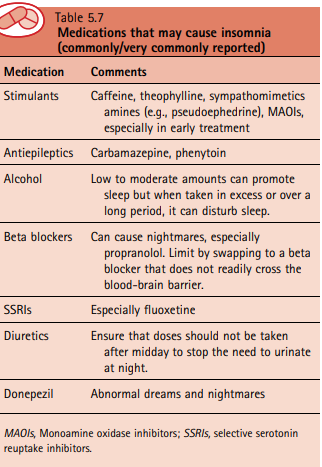 Table 5.7
Medications that may cause insomnia
(commonly/very commonly reported)
Medication Comments
Stimulants Caffeine, theophylline, sympathomimetics
amines (e.g., pseudoephedrine), MAOIs,
especially in early treatment
Antiepileptics Carbamazepine, phenytoin
Alcohol Low to moderate amounts can promote
sleep but when taken in excess or over a
long period, it can disturb sleep.
Beta blockers Can cause nightmares, especially
propranolol. Limit by swapping to a beta
blocker that does not readily cross the
blood-brain barrier.
SSRIs Especially fluoxetine
Diuretics Ensure that doses should not be taken
after midday to stop the need to urinate
at night.
Donepezil Abnormal dreams and nightmares
MAOIs, Monoamine oxidase inhibitors; SSRIs, selective serotonin
reuptake inhibitors.